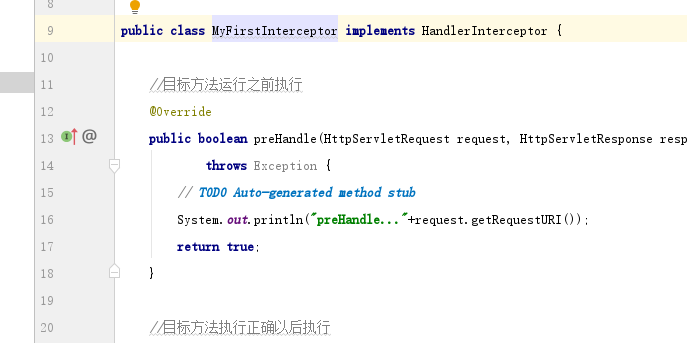 8
9 public class MyFirstInterceptor implements HandlerInterceptor {
10
11 //目标方法运行之前执行
12 @Override
13 public boolean preHandle(HttpServletRequest request, HttpServletResponse resp
14 throws Exception {
15 // TODO Auto-generated method stub
16 System.out.println("preHandle..."+request.getRequestURI());
17 return true;
18 }
19
20 //目标方法执行正确以后执行